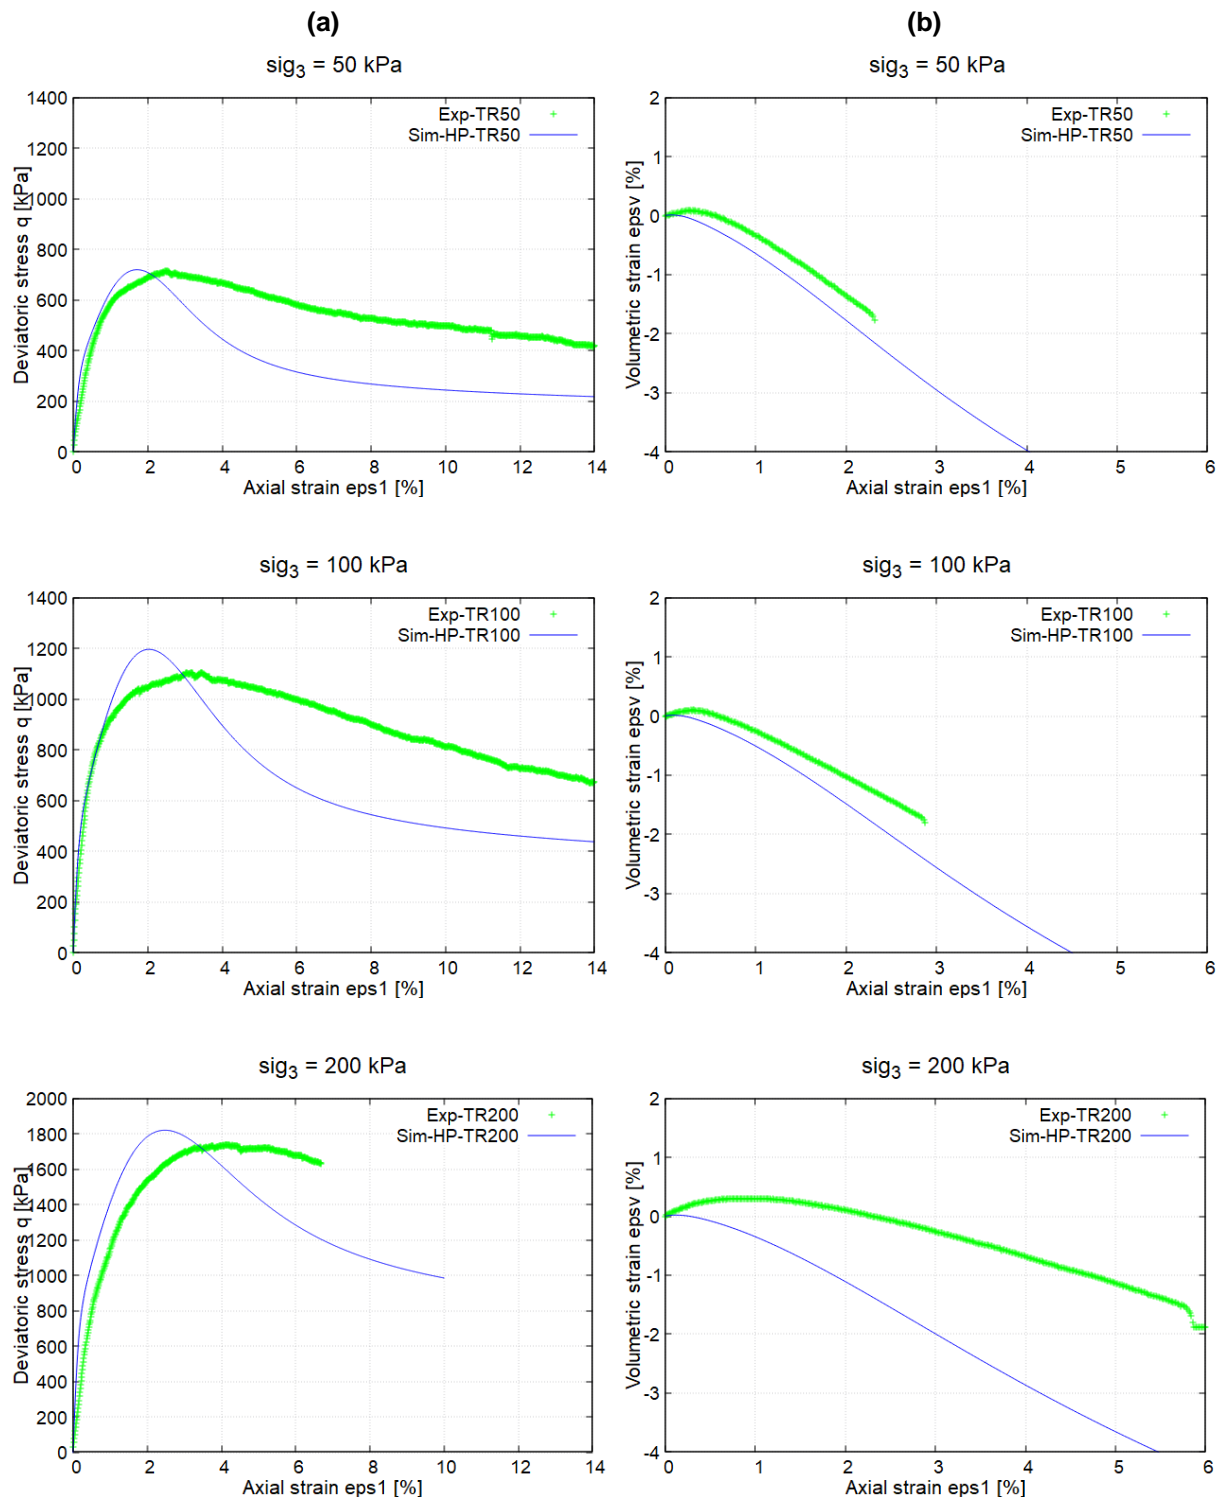 (a)
sig3 = 50 kPa
Deviatoric stress q [kPa]
1400
1200
1000
800
600
400
200
0
Exp-TR50
Sim-HP-TR50
0 2 4 6 8 10 12 14
Axial strain eps1 [%]
(b)
sig3 = 50 kPa
Volumetric strain epsv [%]
2
1
0
-1
-2
-3
-4
Exp-TR50
Sim-HP-TR50
0 1 2 3 4 5 6
Axial strain eps1 [%]
sig3 = 100 kPa
Deviatoric stress q [kPa]
1400
1200
1000
800
600
400
200
0
Exp-TR100
Sim-HP-TR100
0 2 4 6 8 10 12 14
Axial strain eps1 [%]
sig3 = 100 kPa
Volumetric strain epsv [%]
2
1
0
-1
-2
-3
-4
Exp-TR100
Sim-HP-TR100
0 1 2 3 4 5 6
Axial strain eps1 [%]
sig3 = 200 kPa
Deviatoric stress q [kPa]
2000
1800
1600
1400
1200
1000
800
600
400
200
0
Exp-TR200
Sim-HP-TR200
0 2 4 6 8 10 12 14
Axial strain eps1 [%]
sig3 = 200 kPa
Volumetric strain epsv [%]
2
1
0
-1
-2
-3
-4
Exp-TR200
Sim-HP-TR200
0 1 2 3 4 5 6
Axial strain eps1 [%]